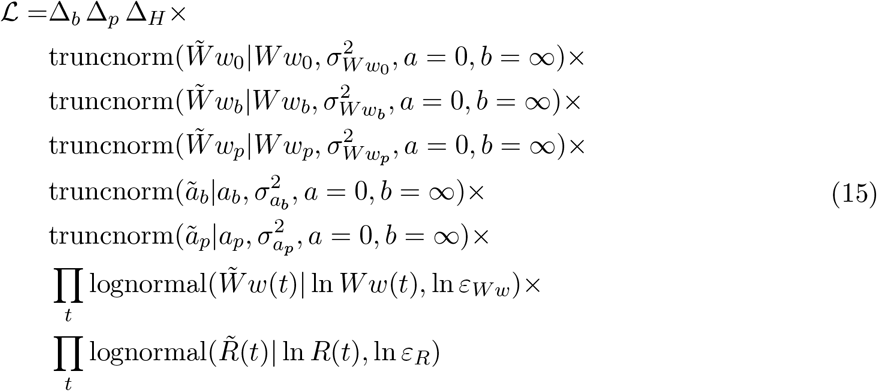 ℒ =Δ_b Δ_p Δ_H×
truncnorm(W̃w_0|Ww_0, σ²_{Ww_0}, a = 0, b = ∞)×
truncnorm(W̃w_b|Ww_b, σ²_{Ww_b}, a = 0, b = ∞)×
truncnorm(W̃w_p|Ww_p, σ²_{Ww_p}, a = 0, b = ∞)×
truncnorm(ã_b|a_b, σ²_{a_b}, a = 0, b = ∞)×
truncnorm(ã_p|a_p, σ²_{a_p}, a = 0, b = ∞)×
∏_t lognormal(W̃w(t)| ln Ww(t), ln ε_{Ww})×
∏_t lognormal(R̃(t)| ln R(t), ln ε_R)
(15)